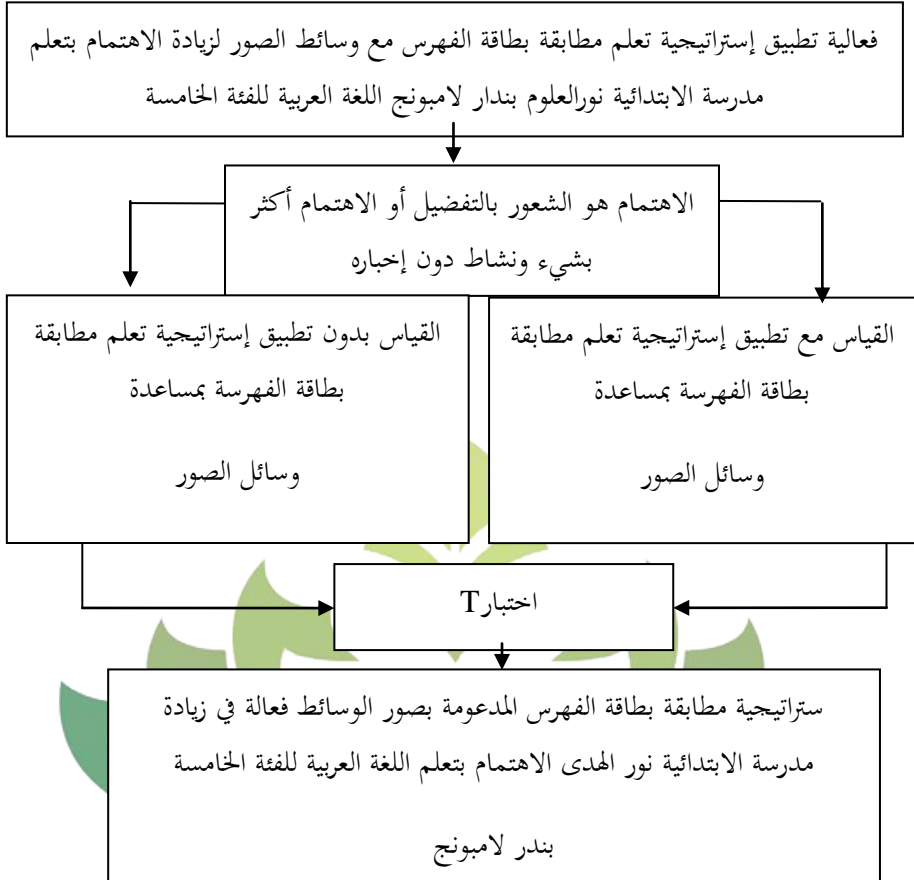 فعالية تطبيق إستراتيجية تعلم مطابقة بطاقة الفهرس مع وسائط الصور لزيادة الاهتمام بتعلم
مدرسة الابتدائية نورالعلوم بندار لامبونج اللغة العربية للفئة الخامسة
الاهتمام هو الشعور بالتفضيل أو الاهتمام أكثر
بشيء ونشاط دون إخباره
القياس مع تطبيق إستراتيجية تعلم مطابقة
بطاقة الفهرسة بمساعدة
وسائل الصور
القياس بدون تطبيق إستراتيجية تعلم مطابقة
بطاقة الفهرسة بمساعدة
وسائل الصور
اختبارT
ستراتيجية مطابقة بطاقة الفهرس المدعومة بصور الوسائط فعالة في زيادة
مدرسة الابتدائية نور الهدى الاهتمام بتعلم اللغة العربية للفئة الخامسة
بندر لامبونج